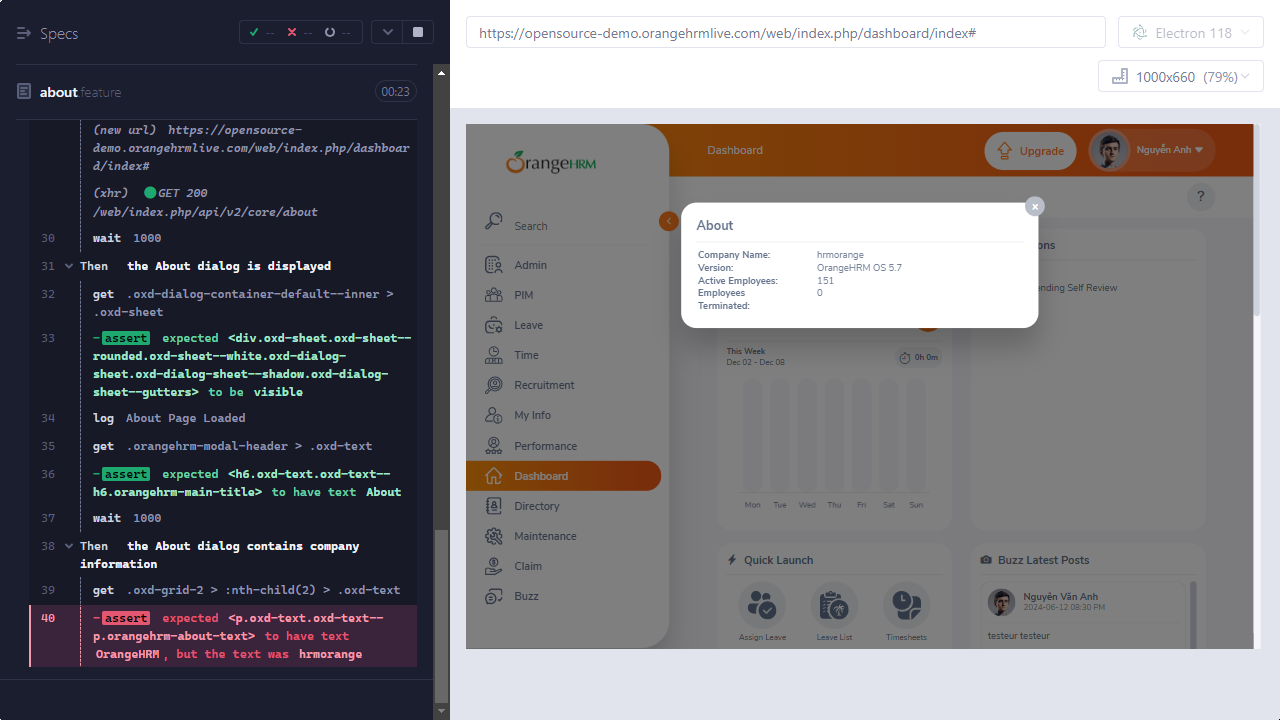 Specs
--
--
--
about.feature
00:23
(new url) https://opensource-
demo.orangehrmlive.com/web/index.php/dashboar
d/index#
(xhr) GET 200
/web/index.php/api/v2/core/about
30 wait 1000
31 Then the About dialog is displayed
32 get .oxd-dialog-container-default--inner >
.oxd-sheet
33 -assert expected <div.oxd-sheet.oxd-sheet--
rounded.oxd-sheet--white.oxd-dialog-
sheet.oxd-dialog-sheet--shadow.oxd-dialog-
sheet--gutters> to be visible
34 log About Page Loaded
35 get .orangehrm-modal-header > .oxd-text
36 -assert expected <h6.oxd-text.oxd-text--
h6.orangehrm-main-title> to have text About
37 wait 1000
38 Then the About dialog contains company
information
39 get .oxd-grid-2 > :nth-child(2) > .oxd-text
40 -assert expected <p.oxd-text.oxd-text--
p.orangehrm-about-text> to have text
OrangeHRM, but the text was hrmorange
https://opensource-demo.orangehrmlive.com/web/index.php/dashboard/index#
Electron 118
1000x660 (79%)
OrangeHRM
Dashboard
Upgrade
Nguyễn Anh
?
Search
Admin
PIM
Leave
Time
Recruitment
My Info
Performance
Dashboard
Directory
Maintenance
Claim
Buzz
About
Company Name: hrmorange
Version: OrangeHRM OS 5.7
Active Employees: 151
Employees 0
Terminated:
ons
ending Self Review
This Week
Dec 02 - Dec 08
0h 0m
Mon Tue Wed Thu Fri Sat Sun
Quick Launch
Assign Leave
Leave List
Timesheets
Buzz Latest Posts
Nguyễn Văn Anh
2024-06-12 08:30 PM
testeur testeur